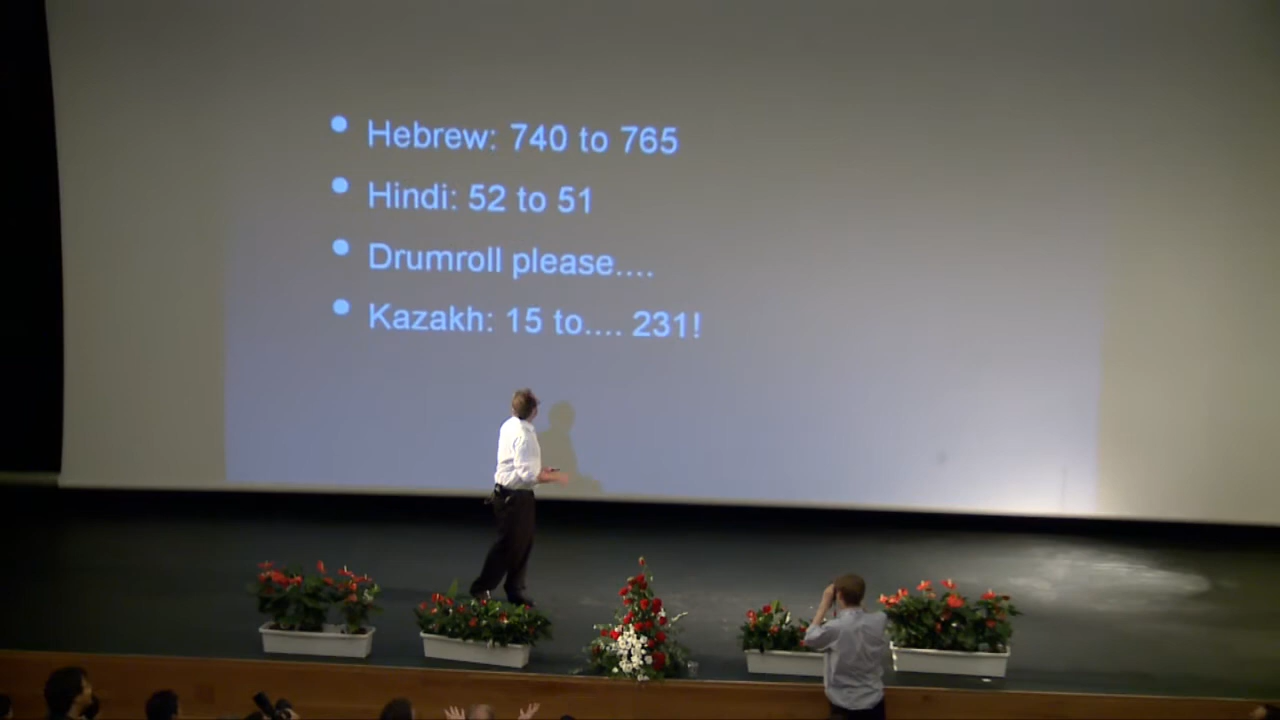 Hebrew: 740 to 765
Hindi: 52 to 51
Drumroll please....
Kazakh: 15 to.... 231!